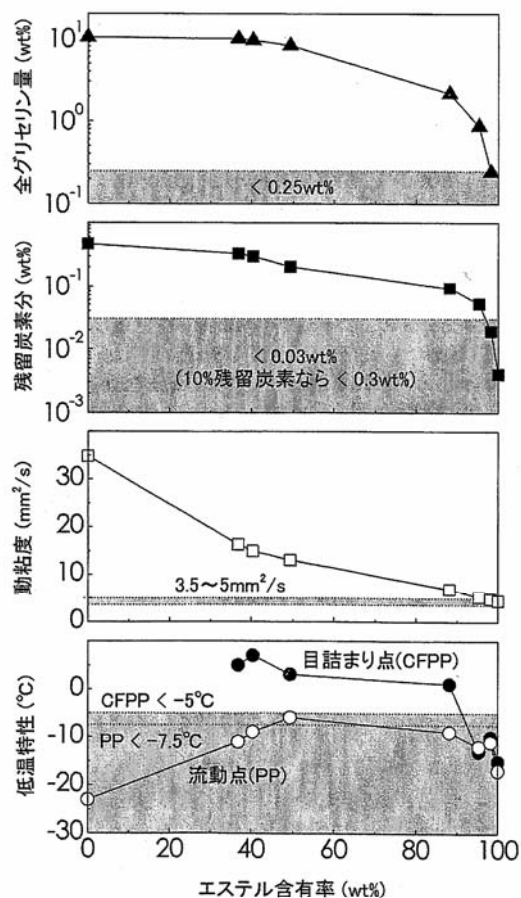 全グリセリン量 (wt%)
10¹
10⁰
10⁻¹
< 0.25wt%
残留炭素分 (wt%)
10⁻¹
10⁻²
10⁻³
< 0.03wt%
(10%残留炭素なら < 0.3wt%)
動粘度 (mm²/s)
30
20
10
0
3.5～5mm²/s
低温特性 (℃)
0
-10
-20
-30
目詰まり点(CFPP)
CFPP < -5℃
PP < -7.5℃
流動点(PP)
0 20 40 60 80 100
エステル含有率 (wt%)